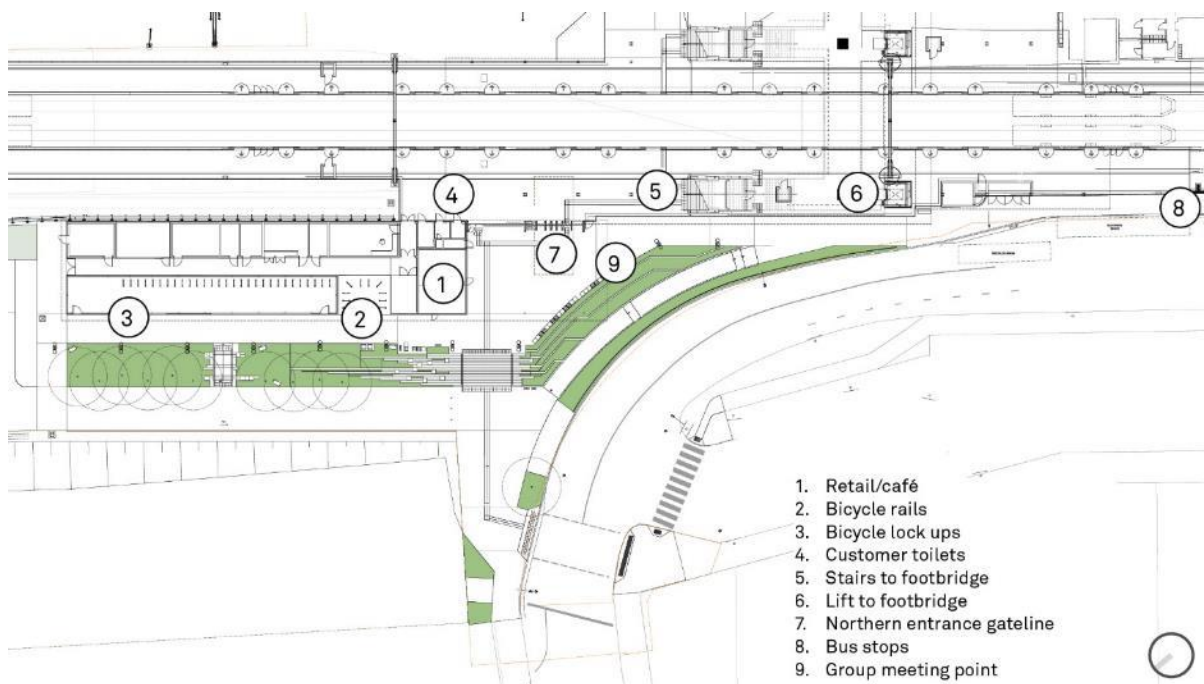 4
5
6
8
7
9
1
3
2
1. Retail/café
2. Bicycle rails
3. Bicycle lock ups
4. Customer toilets
5. Stairs to footbridge
6. Lift to footbridge
7. Northern entrance gateline
8. Bus stops
9. Group meeting point